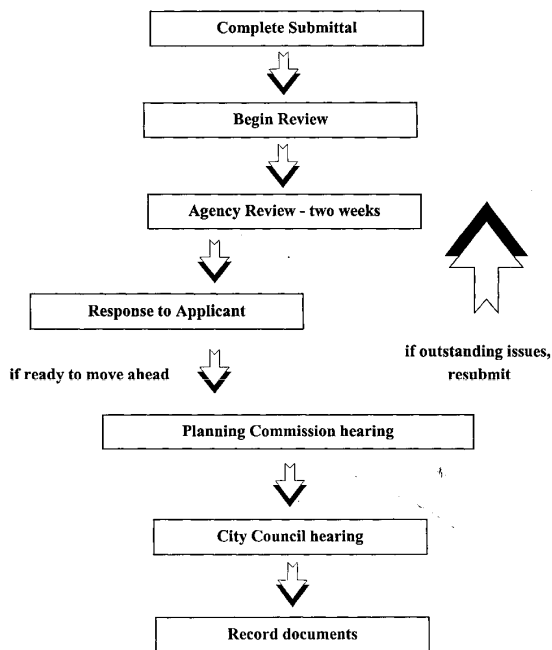 Complete Submittal
Begin Review
Agency Review - two weeks
Response to Applicant
if outstanding issues,
resubmit
if ready to move ahead
Planning Commission hearing
City Council hearing
Record documents